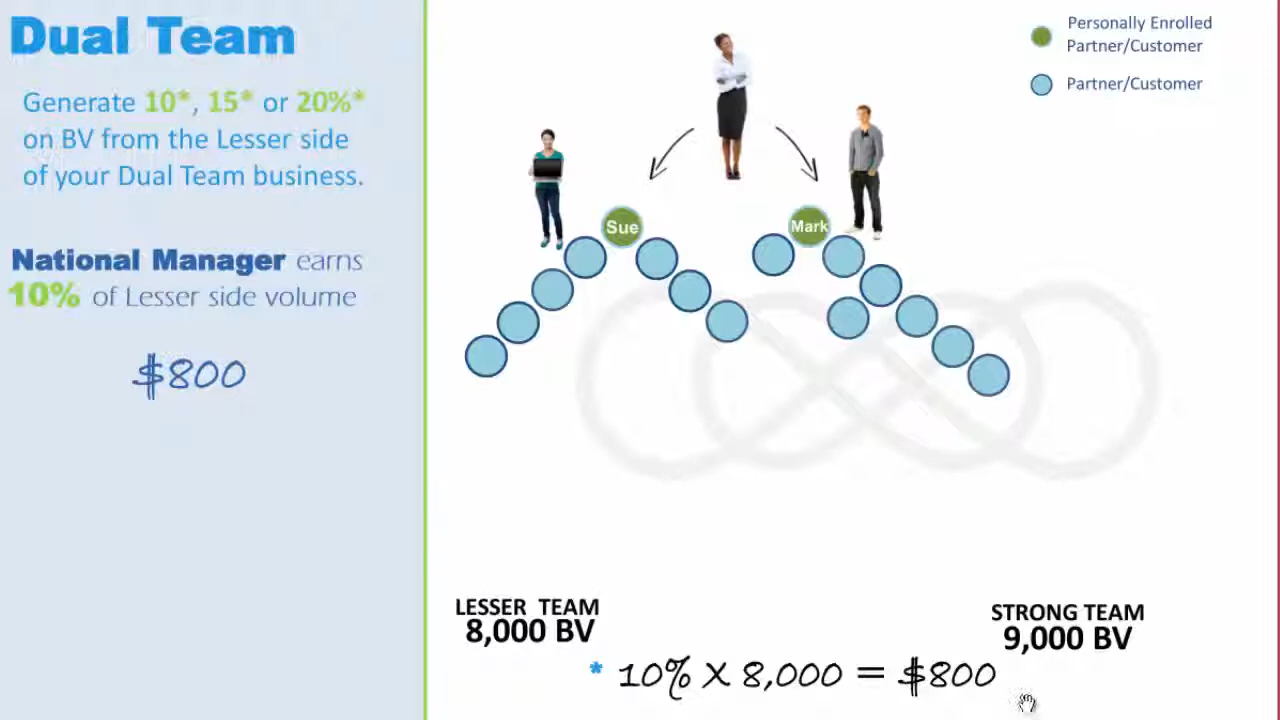 Dual Team
Generate 10*, 15* or 20%*
on BV from the Lesser side
of your Dual Team business.
National Manager earns
10% of Lesser side volume
$800
Personally Enrolled
Partner/Customer
Partner/Customer
Sue
Mark
LESSER TEAM
8,000 BV
STRONG TEAM
9,000 BV
* 10% X 8,000 = $800